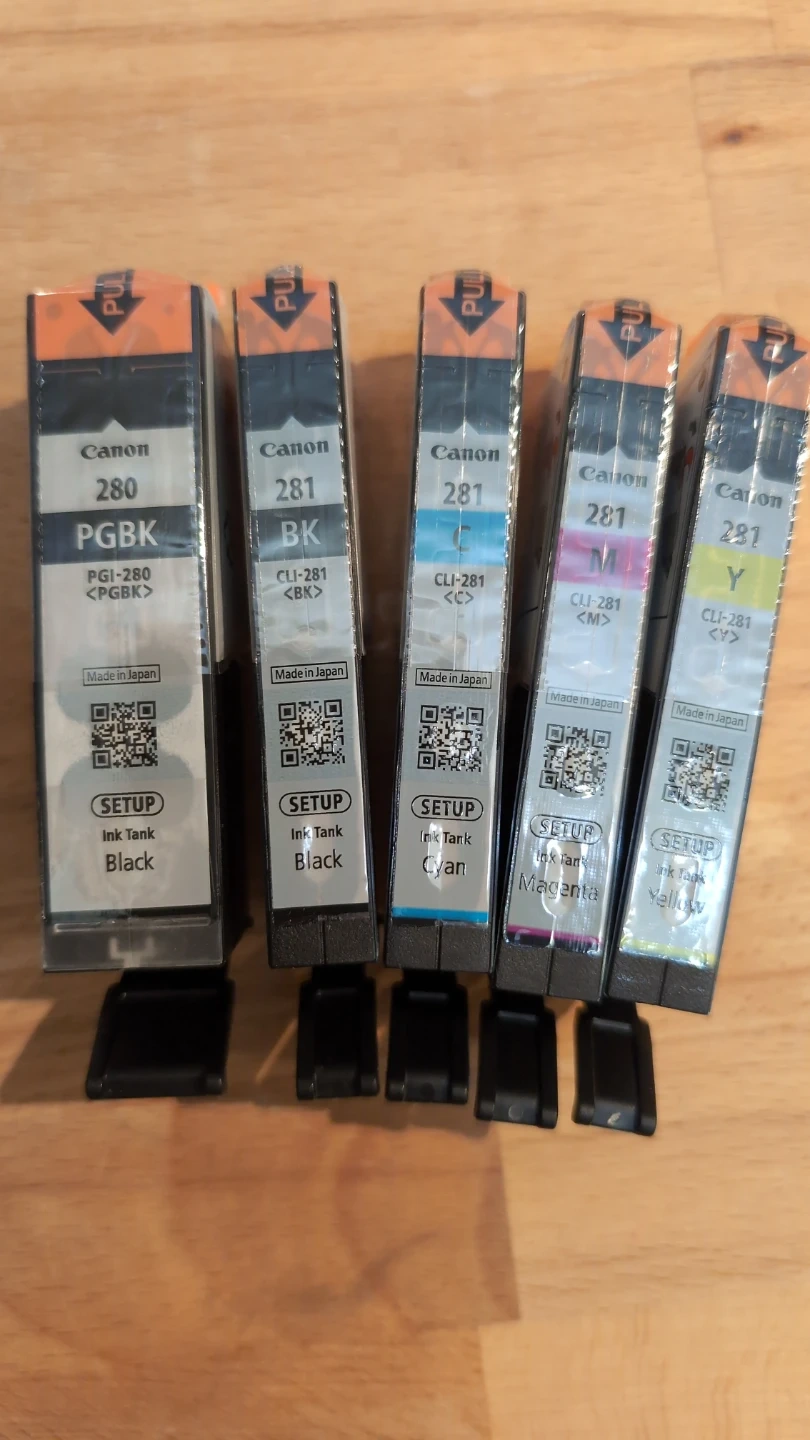 PULL
Canon
280
PGBK
PGI-280
<PGBK>
Made in Japan
SETUP
Ink Tank
Black
PULL
Canon
281
BK
CLI-281
<BK>
Made in Japan
SETUP
Ink Tank
Black
PULL
Canon
281
C
CLI-281
<C>
Made in Japan
SETUP
Ink Tank
Cyan
PUL
Canon
281
M
CLI-281
<M>
Made in Japan
SETUP
Ink Tank
Magenta
PUL
Canon
281
Y
CLI-281
<Y>
Made in Japan
SETUP
Ink Tank
Yellow